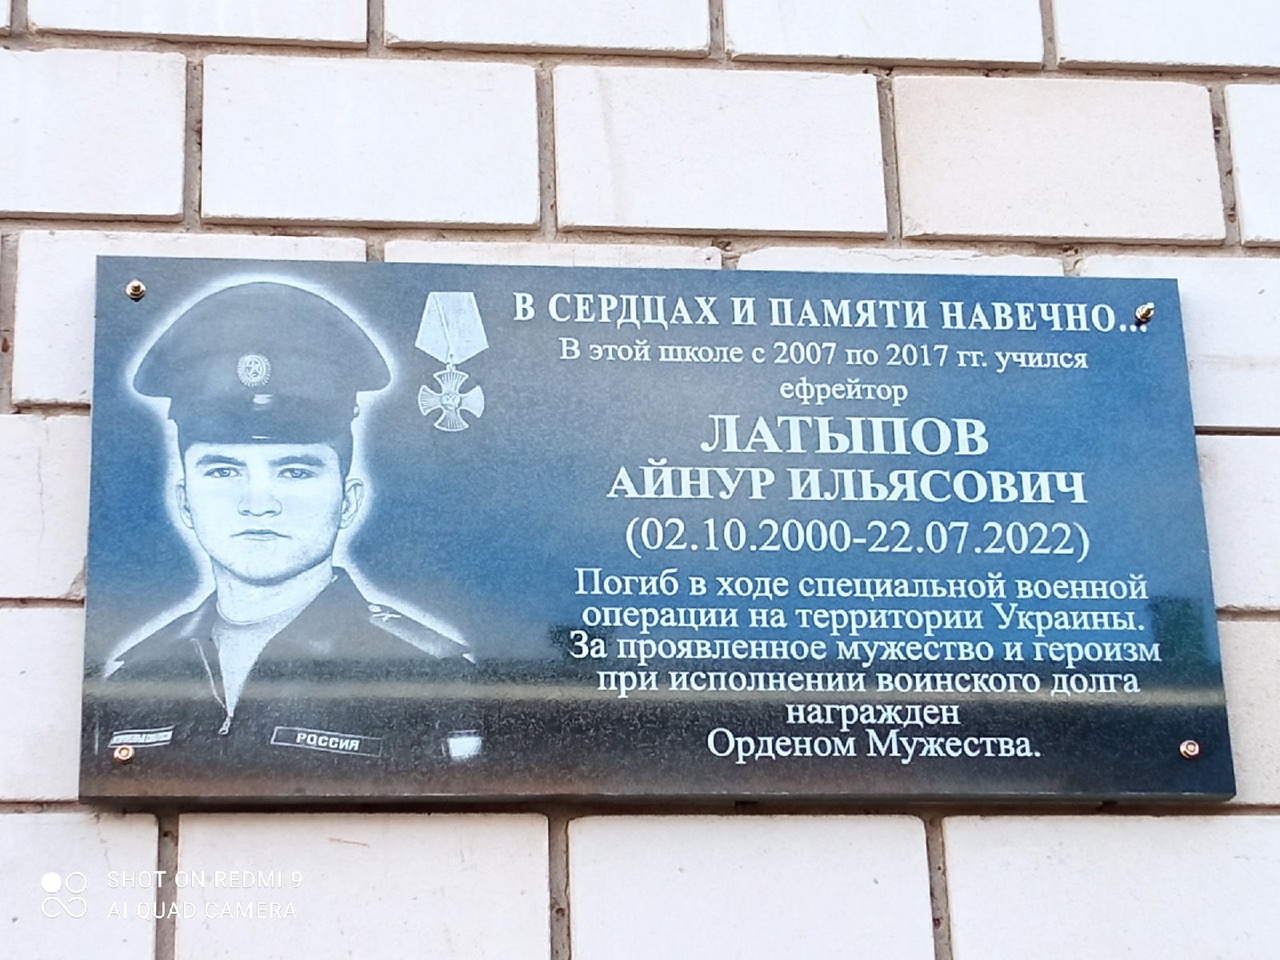 В СЕРДЦАХ И ПАМЯТИ НАВЕЧНО...
В этой школе с 2007 по 2017 гг. учился
ефрейтор
ЛАТЫПОВ
АЙНУР ИЛЬЯСОВИЧ
(02.10.2000-22.07.2022)
Погиб в ходе специальной военной
операции на территории Украины.
За проявленное мужество и героизм
при исполнении воинского долга
награжден
Орденом Мужества.
РОССИЯ
SHOT ON REDMI 9
AI QUAD CAMERA